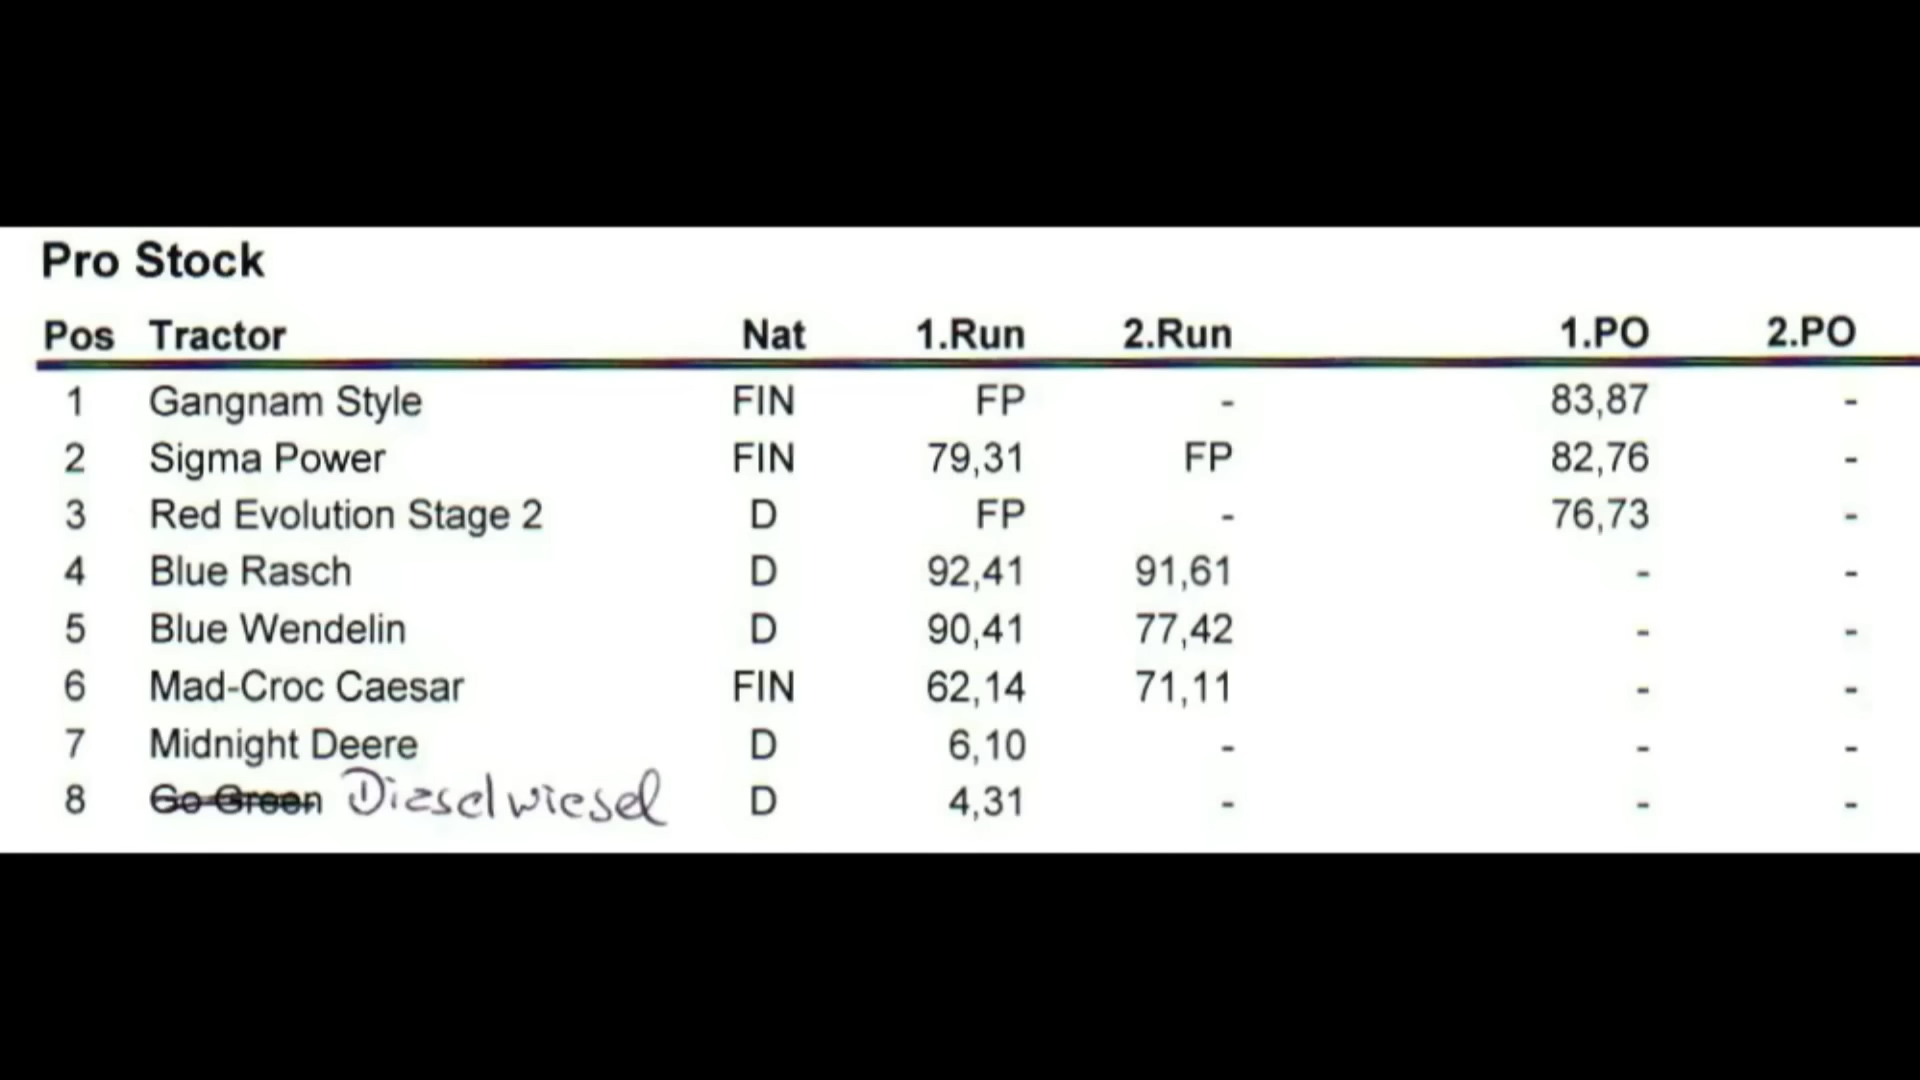 Pro Stock
Pos Tractor Nat 1.Run 2.Run 1.PO 2.PO
1 Gangnam Style FIN FP - 83,87 -
2 Sigma Power FIN 79,31 FP 82,76 -
3 Red Evolution Stage 2 D FP - 76,73 -
4 Blue Rasch D 92,41 91,61 - -
5 Blue Wendelin D 90,41 77,42 - -
6 Mad-Croc Caesar FIN 62,14 71,11 - -
7 Midnight Deere D 6,10 - - -
8 Go Green Dieselwiesel D 4,31 - - -